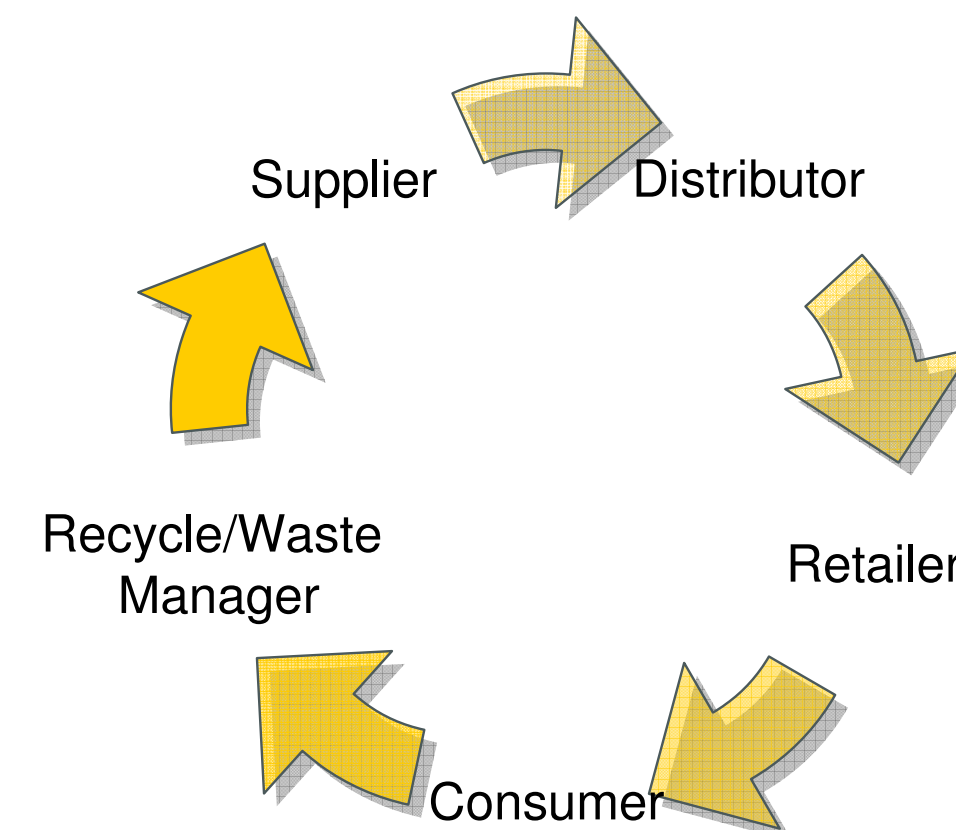 Supplier
Distributor
Retailer
Consumer
Recycle/Waste
Manager